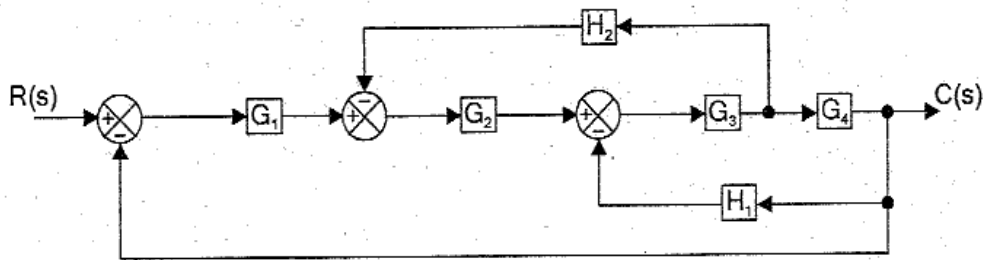 H₂
R(s) + − G₁ + − G₂ + − G₃ G₄ C(s)
H₁